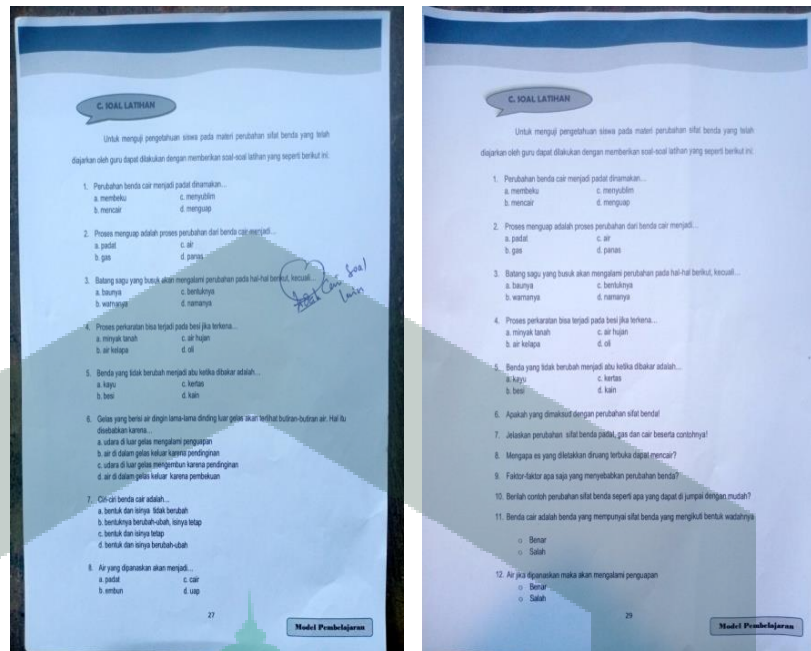 C. SOAL LATIHAN
Untuk menguji pengetahuan siswa pada materi perubahan sifat benda yang telah
diajarkan oleh guru dapat dilakukan dengan memberikan soal-soal latihan yang seperti berikut ini:
1. Perubahan benda cair menjadi padat dinamakan...
a. membeku c. menyublim
b. mencair d. menguap
2. Proses menguap adalah proses perubahan dari benda cair menjadi...
a. padat c. air
b. gas d. panas
3. Batang sagu yang busuk akan mengalami perubahan pada hal-hal berikut, kecuali...
a. baunya c. bentuknya
b. warnanya d. namanya
Cari Soal
4. Proses perkaratan bisa terjadi pada besi jika terkena...
a. minyak tanah c. air hujan
b. air kelapa d. oli
5. Benda yang tidak berubah menjadi abu ketika dibakar adalah...
a. kayu c. kertas
b. besi d. kain
6. Gelas yang berisi air dingin lama-lama dinding luar gelas akan terlihat butiran-butiran air. Hal itu
disebabkan karena...
a. udara di luar gelas mengalami penguapan
b. air di dalam gelas keluar karena pendinginan
c. udara di luar gelas mengembun karena pendinginan
d. air di dalam gelas keluar karena pembekuan
7. Ciri-ciri benda cair adalah...
a. bentuk dan isinya tidak berubah
b. bentuknya berubah-ubah, isinya tetap
c. bentuk dan isinya tetap
d. bentuk dan isinya berubah-ubah
8. Air yang dipanaskan akan menjadi...
a. padat c. cair
b. embun d. uap
27
Model Pembelajaran
C. SOAL LATIHAN
Untuk menguji pengetahuan siswa pada materi perubahan sifat benda yang telah
diajarkan oleh guru dapat dilakukan dengan memberikan soal-soal latihan yang seperti berikut ini:
1. Perubahan benda cair menjadi padat dinamakan...
a. membeku c. menyublim
b. mencair d. menguap
2. Proses menguap adalah proses perubahan dari benda cair menjadi...
a. padat c. air
b. gas d. panas
3. Batang sagu yang busuk akan mengalami perubahan pada hal-hal berikut, kecuali...
a. baunya c. bentuknya
b. warnanya d. namanya
4. Proses perkaratan bisa terjadi pada besi jika terkena...
a. minyak tanah c. air hujan
b. air kelapa d. oli
5. Benda yang tidak berubah menjadi abu ketika dibakar adalah...
a. kayu c. kertas
b. besi d. kain
6. Apakah yang dimaksud dengan perubahan sifat benda!
7. Jelaskan perubahan sifat benda padat, gas dan cair beserta contohnya!
8. Mengapa es yang diletakkan diruang terbuka dapat mencair?
9. Faktor-faktor apa saja yang menyebabkan perubahan benda?
10. Berilah contoh perubahan sifat benda seperti apa yang dapat di jumpai dengan mudah?
11. Benda cair adalah benda yang mempunyai sifat benda yang mengikuti bentuk wadahnya
○ Benar
○ Salah
12. Air jika dipanaskan maka akan mengalami penguapan
○ Benar
○ Salah
29
Model Pembelajaran